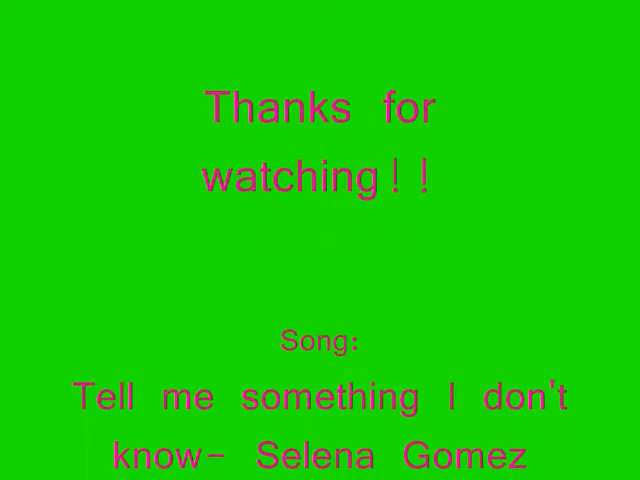 Thanks for
watching!!
Song:
Tell me something I don't
know- Selena Gomez